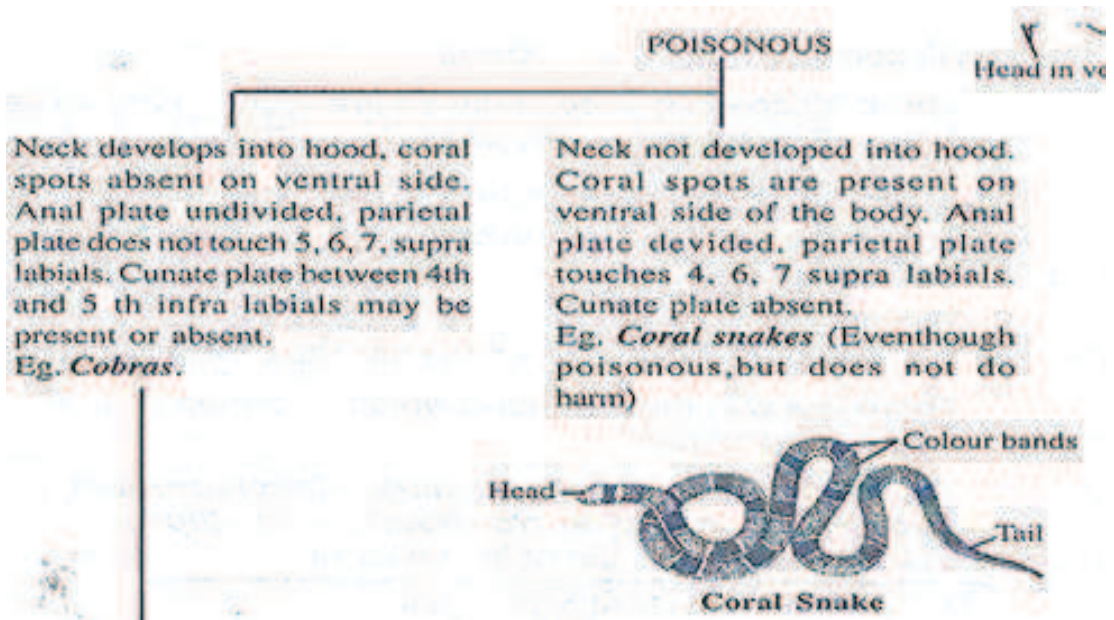 POISONOUS
Head in
Neck develops into hood, coral
spots absent on ventral side.
Anal plate undivided, parietal
plate does not touch 5, 6, 7, supra
labials. Cunate plate between 4th
and 5 th infra labials may be
present or absent.
Eg. Cobras.
Neck not developed into hood.
Coral spots are present on
ventral side of the body. Anal
plate devided, parietal plate
touches 4, 6, 7 supra labials.
Cunate plate absent.
Eg. Coral snakes (Eventhough
poisonous,but does not do
harm)
Colour bands
Head
Tail
Coral Snake